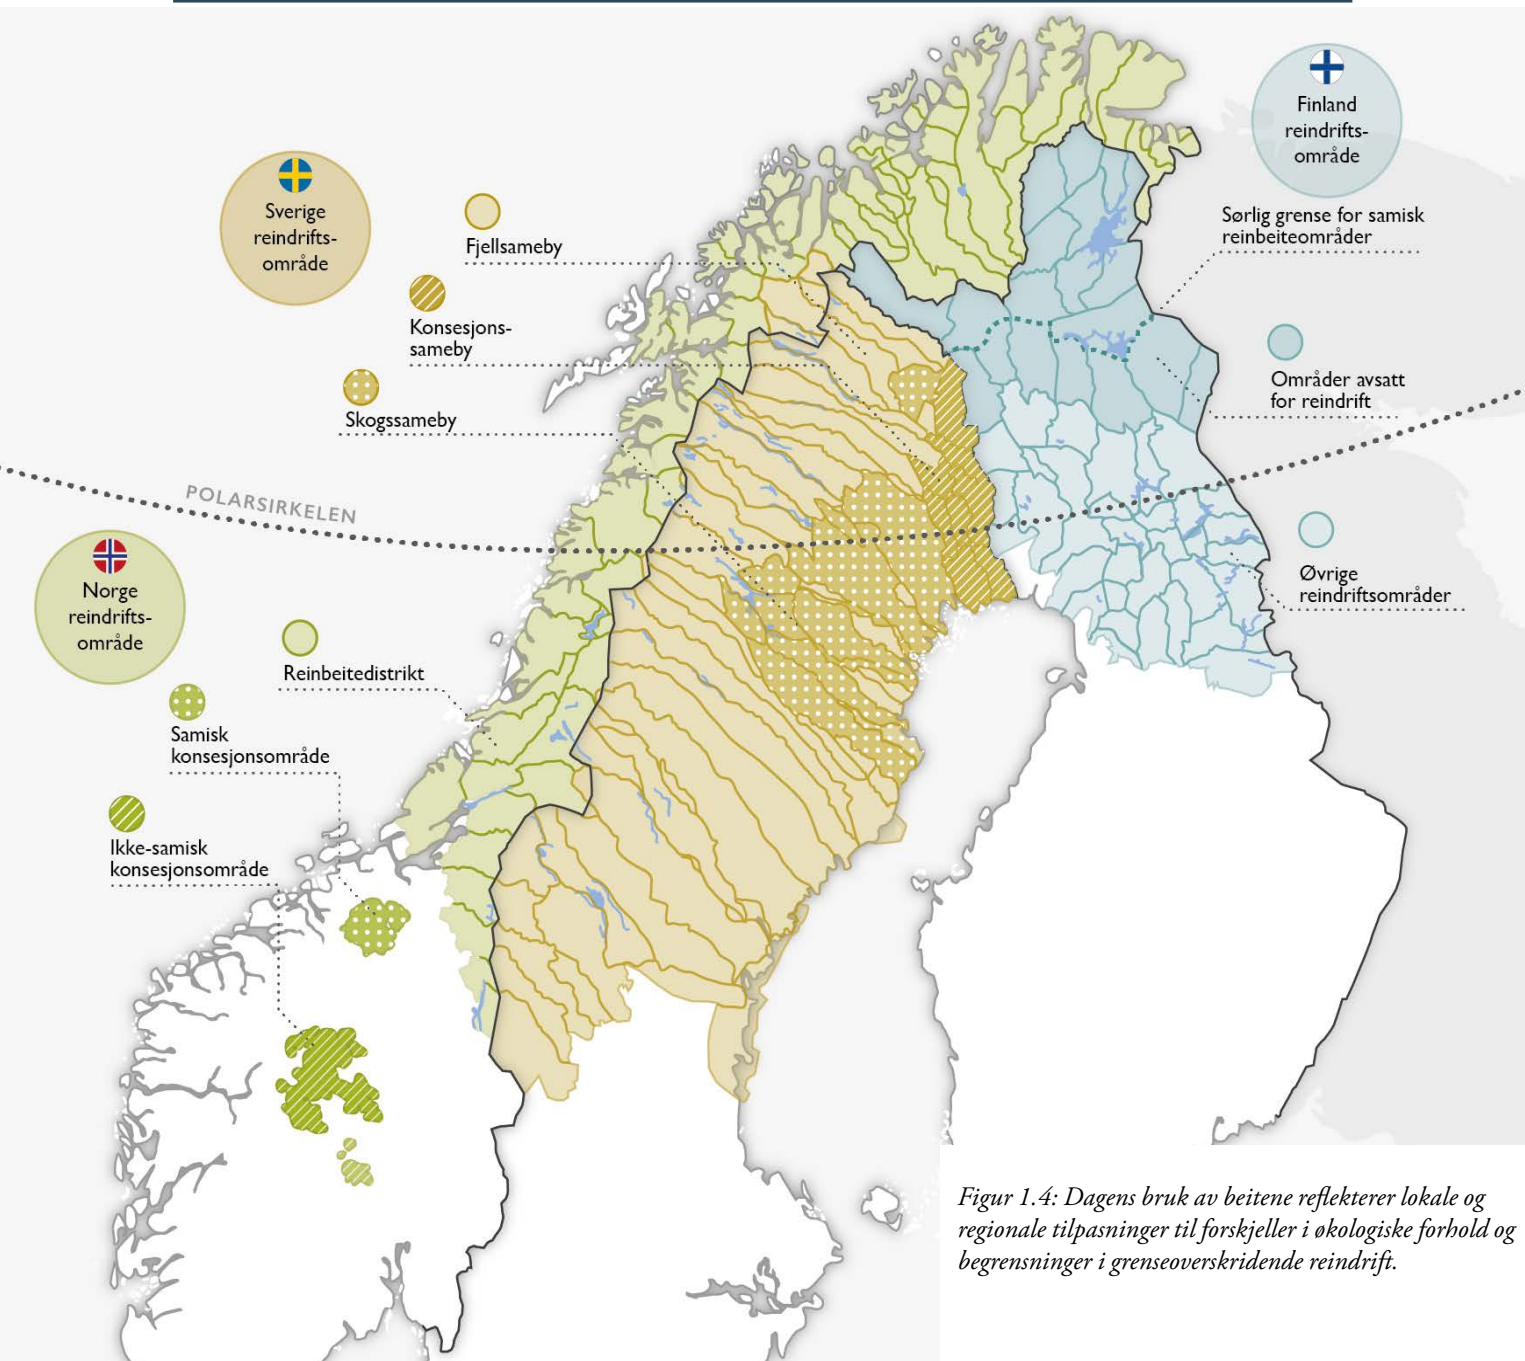 Finland
reindrifts-
område
Sverige
reindrifts-
område
Fjellsameby
Sørlig grense for samisk
reinbeiteområder
Konsesjons-
sameby
Områder avsatt
for reindrift
Skogssameby
POLARSIRKELEN
Norge
reindrifts-
område
Øvrige
reindriftsområder
Reinbeitedistrikt
Samisk
konsesjonsområde
Ikke-samisk
konsesjonsområde
Figur 1.4: Dagens bruk av beitene reflekterer lokale og
regionale tilpasninger til forskjeller i økologiske forhold og
begrensninger i grenseoverskridende reindrift.